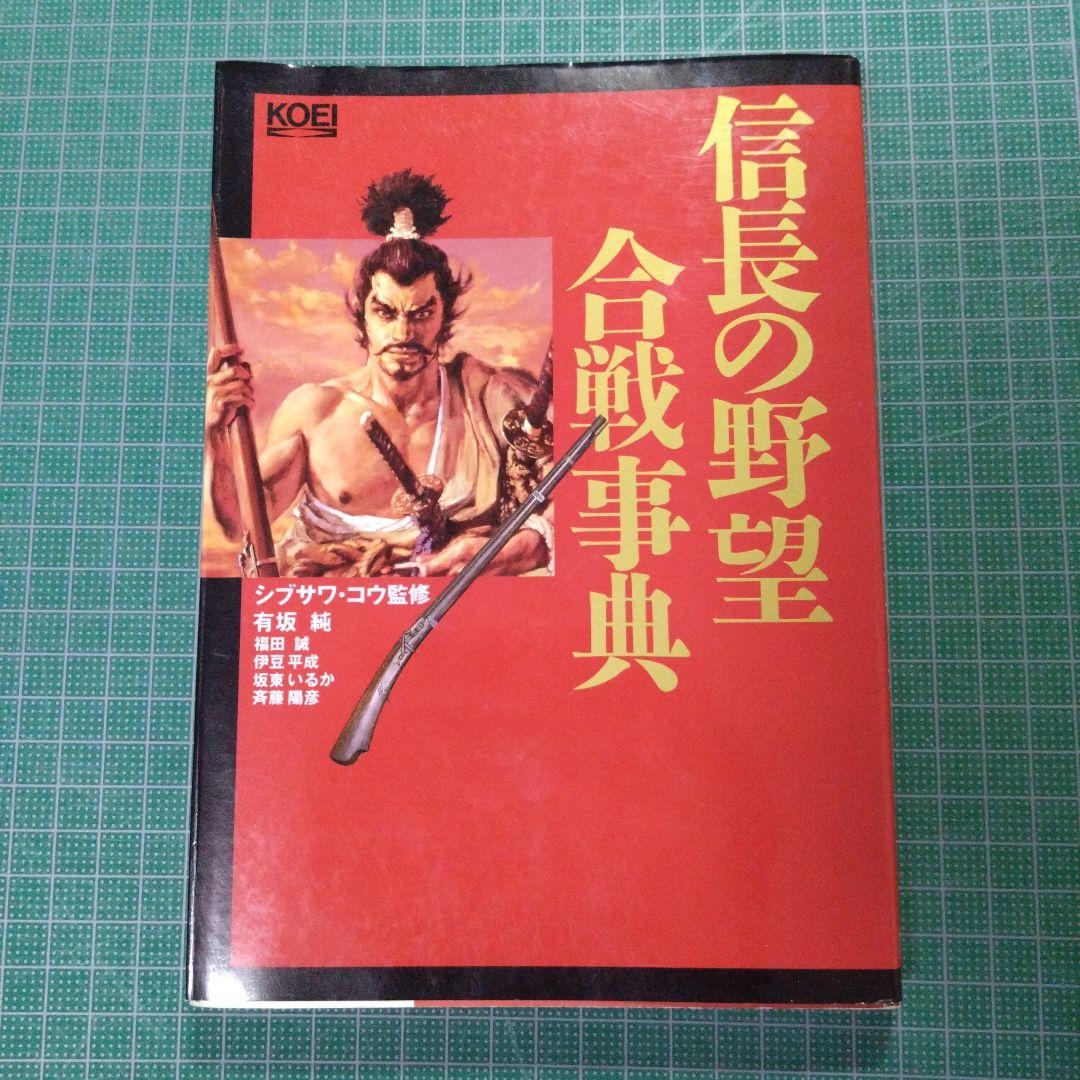 KOEI
信長の野望
合戦事典
シブサワ・コウ監修
有坂 純
福田 誠
伊豆 平成
坂東 いるか
斉藤 陽彦